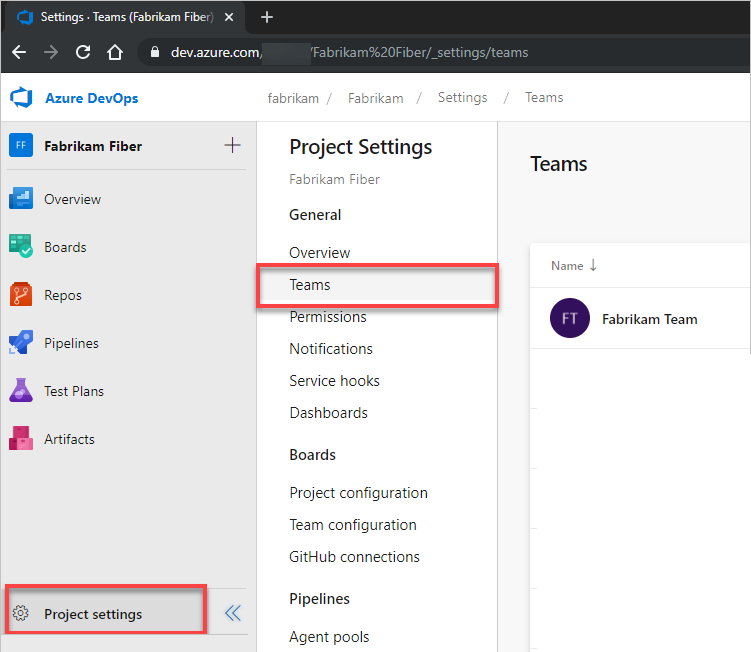 Settings · Teams (Fabrikam Fiber)
dev.azure.com/ /Fabrikam%20Fiber/_settings/teams
Azure DevOps
fabrikam / Fabrikam / Settings / Teams
FF Fabrikam Fiber
Overview
Boards
Repos
Pipelines
Test Plans
Artifacts
Project settings
Project Settings
Fabrikam Fiber
General
Overview
Teams
Permissions
Notifications
Service hooks
Dashboards
Boards
Project configuration
Team configuration
GitHub connections
Pipelines
Agent pools
Teams
Name
FT Fabrikam Team